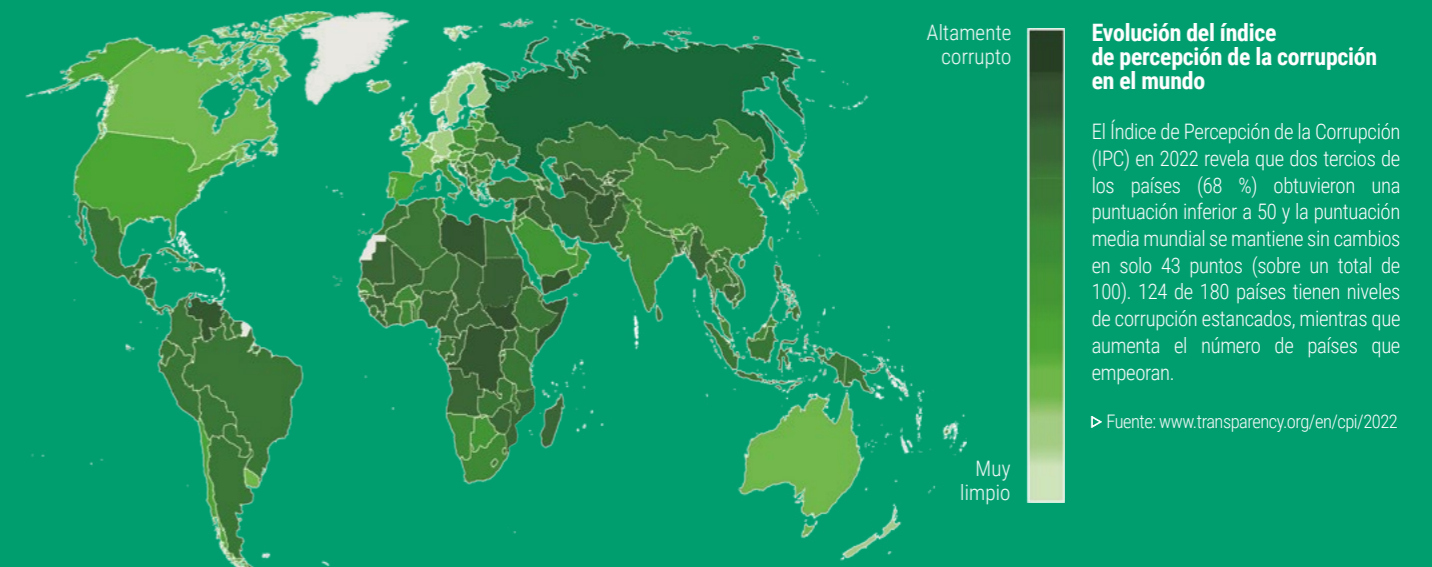 Altamente
corrupto
Muy
limpio
Evolución del índice
de percepción de la corrupción
en el mundo
El Índice de Percepción de la Corrupción
(IPC) en 2022 revela que dos tercios de
los países (68 %) obtuvieron una
puntuación inferior a 50 y la puntuación
media mundial se mantiene sin cambios
en solo 43 puntos (sobre un total de
100). 124 de 180 países tienen niveles
de corrupción estancados, mientras que
aumenta el número de países que
empeoran.
▷ Fuente: www.transparency.org/en/cpi/2022